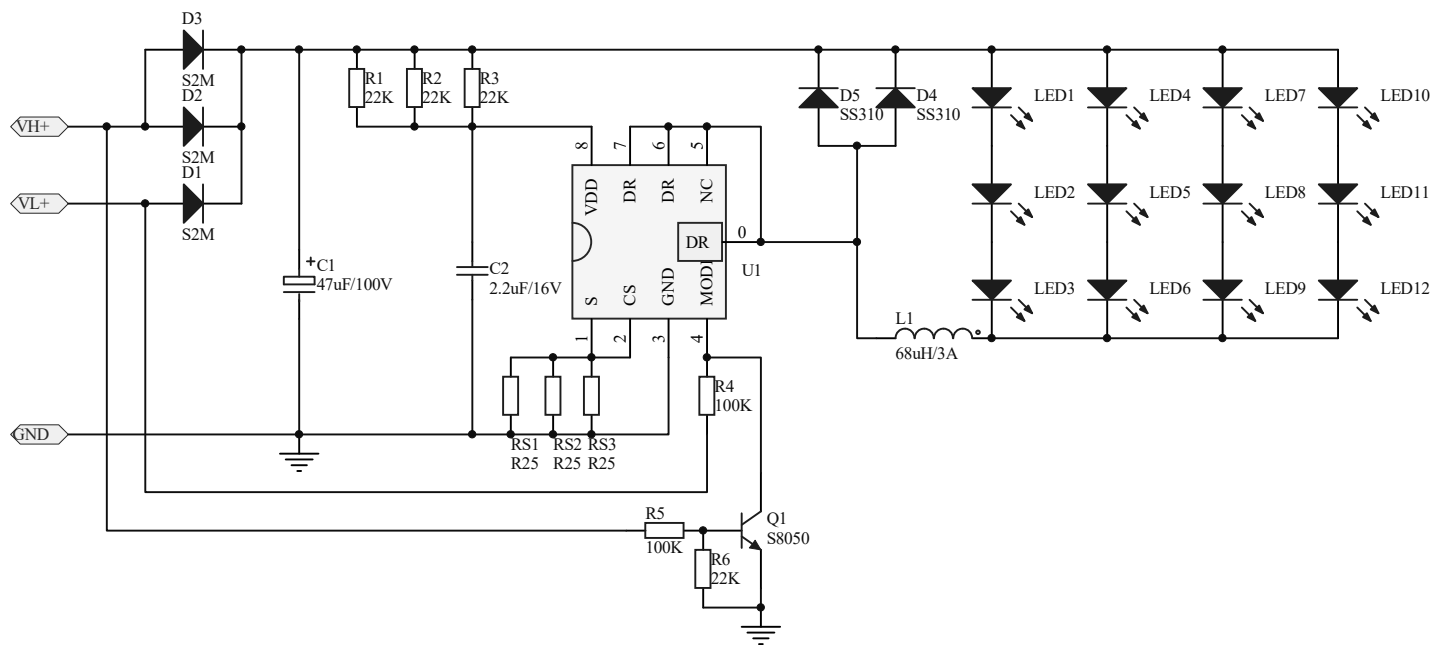 D3
S2M
D2
S2M
D1
S2M
VH+
VL+
GND
C1
+
47uF/100V
R1
22K
R2
22K
R3
22K
C2
2.2uF/16V
8
7
6
5
VDD
DR
DR
NC
DR
0
U1
S
CS
GND
MODE
1
2
3
4
RS1
R25
RS2
R25
RS3
R25
R4
100K
R5
100K
R6
22K
Q1
S8050
D5
SS310
D4
SS310
L1
68uH/3A
LED1
LED4
LED7
LED10
LED2
LED5
LED8
LED11
LED3
LED6
LED9
LED12